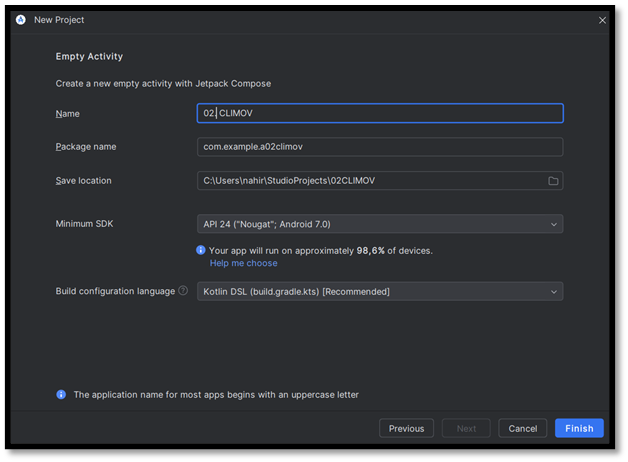 New Project
Empty Activity
Create a new empty activity with Jetpack Compose
Name
02 CLIMOV
Package name
com.example.a02climov
Save location
C:\Users\nahir\StudioProjects\02CLIMOV
Minimum SDK
API 24 ("Nougat"; Android 7.0)
Your app will run on approximately 98,6% of devices.
Help me choose
Build configuration language
Kotlin DSL (build.gradle.kts) [Recommended]
The application name for most apps begins with an uppercase letter
Previous Next Cancel Finish